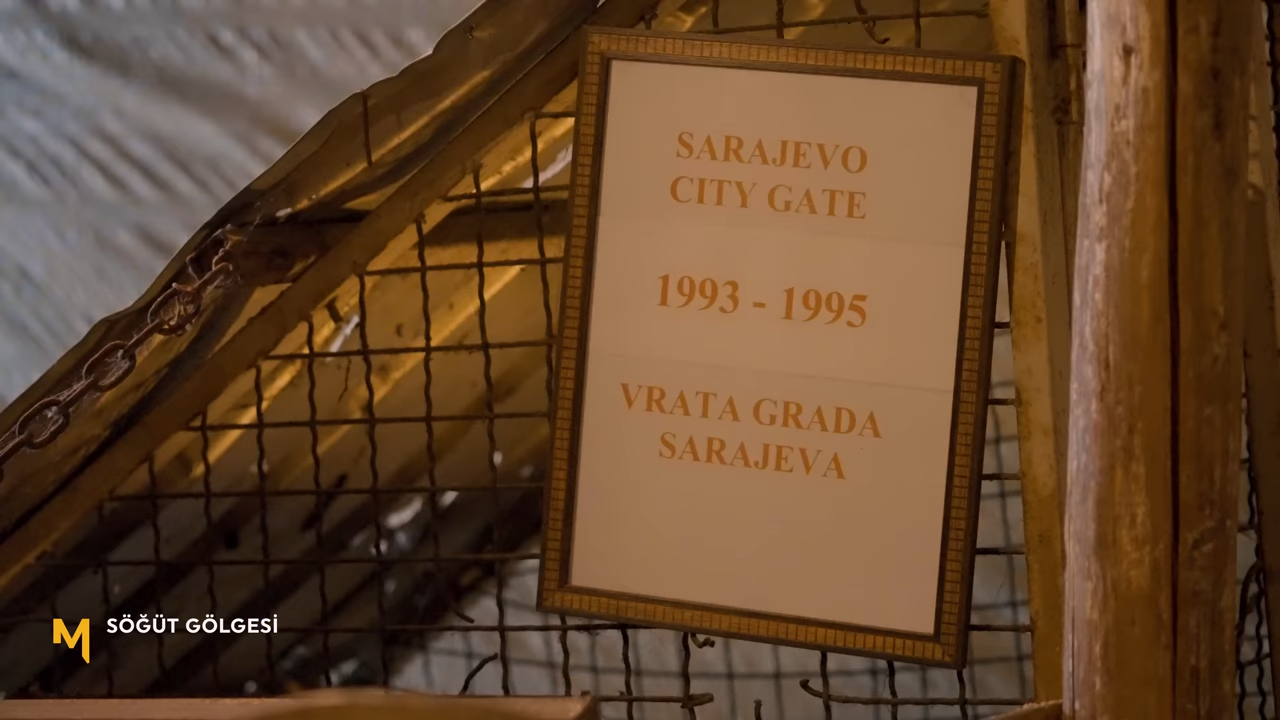 SARAJEVO
CITY GATE
1993 - 1995
VRATA GRADA
SARAJEVA
SÖĞÜT GÖLGESİ